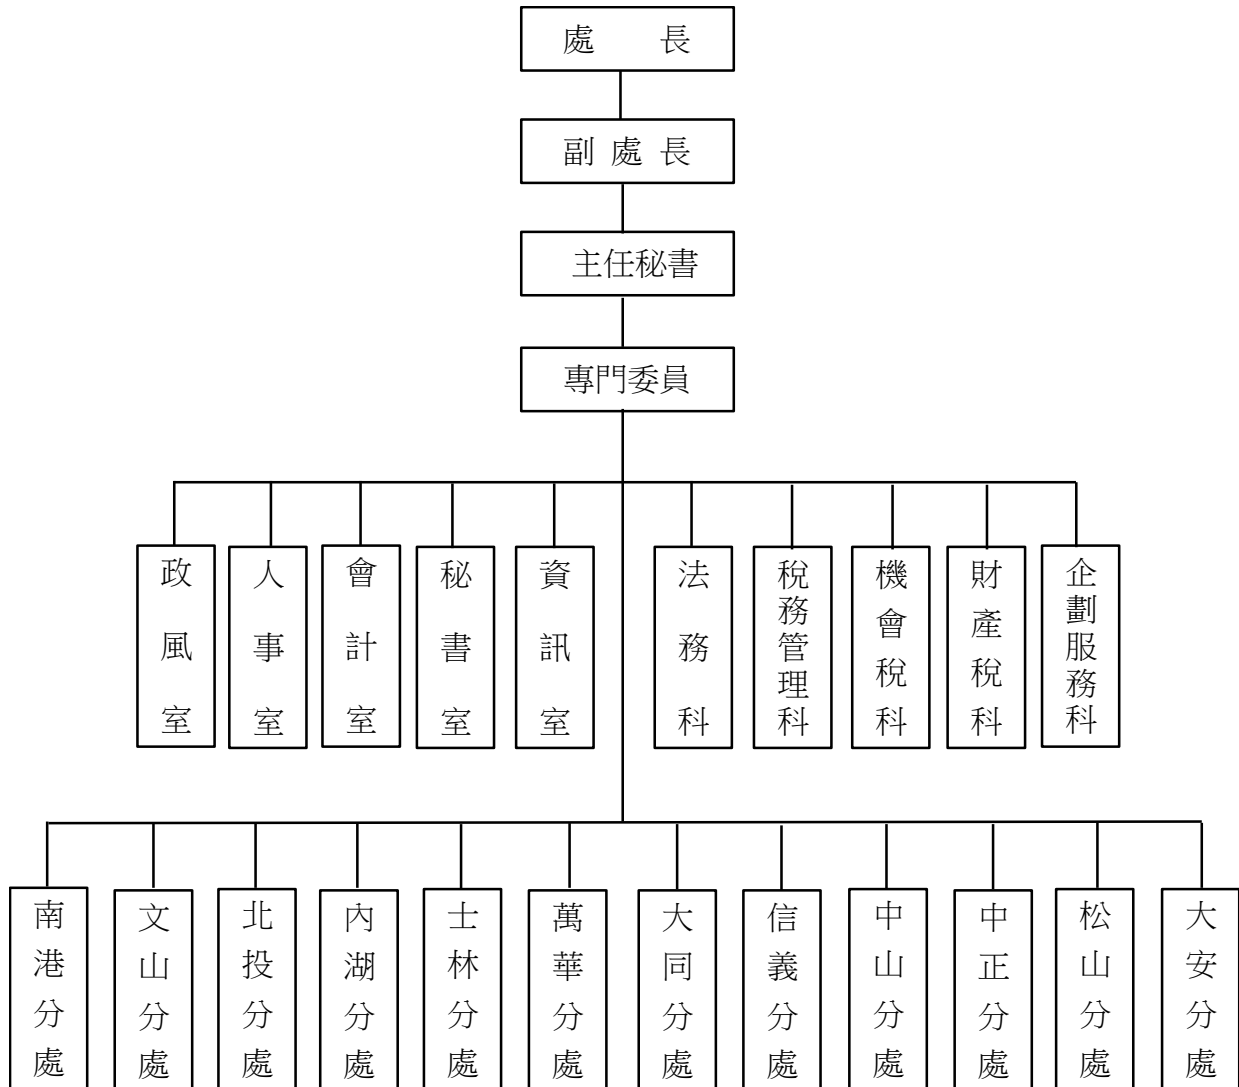 處 長
副處長
主任秘書
專門委員
政風室
人事室
會計室
秘書室
資訊室
法務科
稅務管理科
機會稅科
財產稅科
企劃服務科
南港分處
文山分處
北投分處
內湖分處
士林分處
萬華分處
大同分處
信義分處
中山分處
中正分處
松山分處
大安分處